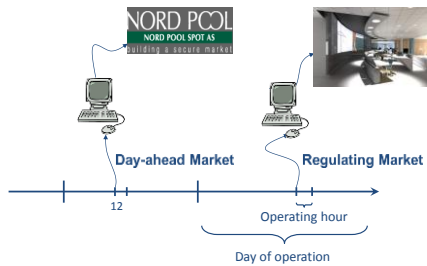 NORD POOL
NORD POOL SPOT AS
building a secure market
Day-ahead Market
Regulating Market
12
Operating hour
Day of operation